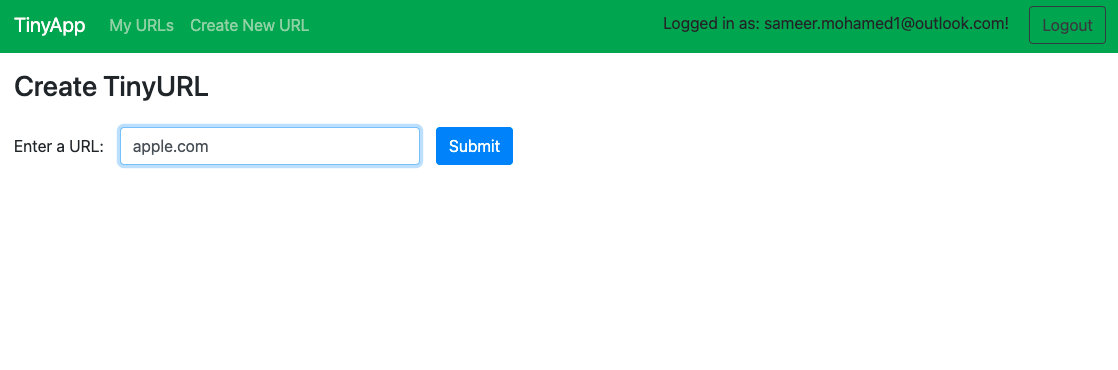 TinyApp My URLs Create New URL Logged in as: sameer.mohamed1@outlook.com! Logout
Create TinyURL
Enter a URL: apple.com Submit